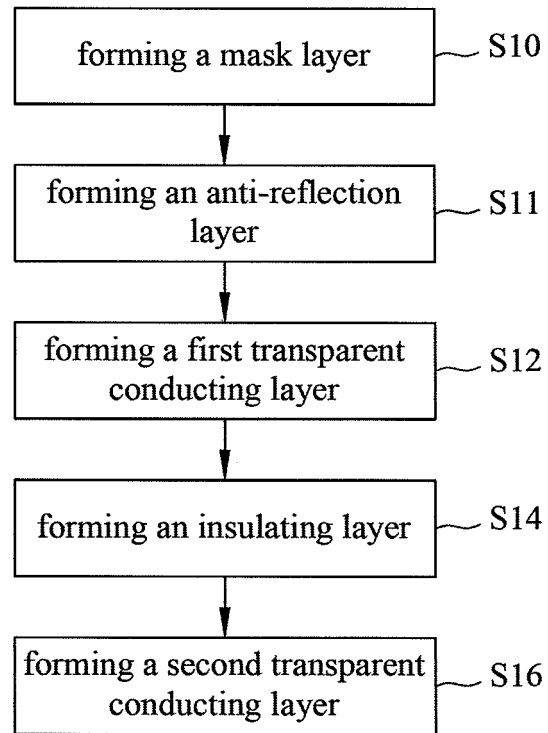 forming a mask layer
S10
forming an anti-reflection
layer
S11
forming a first transparent
conducting layer
S12
forming an insulating layer
S14
forming a second transparent
conducting layer
S16